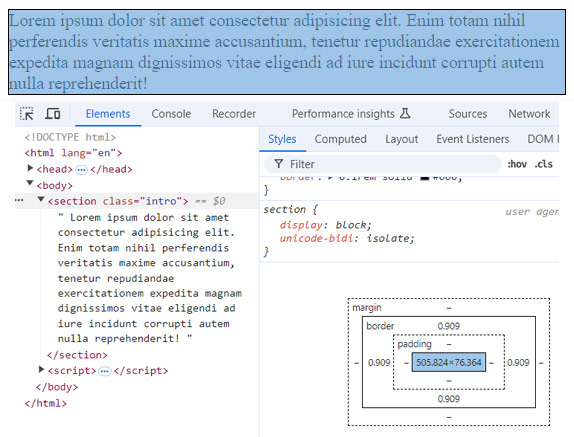 Lorem ipsum dolor sit amet consectetur adipisicing elit. Enim totam nihil
perferendis veritatis maxime accusantium, tenetur repudiandae exercitationem
expedita magnam dignissimos vitae eligendi ad iure incidunt corrupti autem
nulla reprehenderit!
Elements Console Recorder Performance insights Sources Network
<!DOCTYPE html>
<html lang="en">
<head> ... </head>
<body>
... <section class="intro"> == $0
" Lorem ipsum dolor sit amet
consectetur adipisicing elit.
Enim totam nihil perferendis
veritatis maxime accusantium,
tenetur repudiandae
exercitationem expedita magnam
dignissimos vitae eligendi ad
iure incidunt corrupti autem
nulla reprehenderit! "
</section>
<script> ... </script>
</body>
</html>
Styles Computed Layout Event Listeners DOM
Filter :hov .cls
border: 0.1rem solid #000;
}
section { user agen
display: block;
unicode-bidi: isolate;
}
margin –
border 0.909
padding –
– 0.909 – 505.824×76.364 – 0.909 –
–
0.909
–